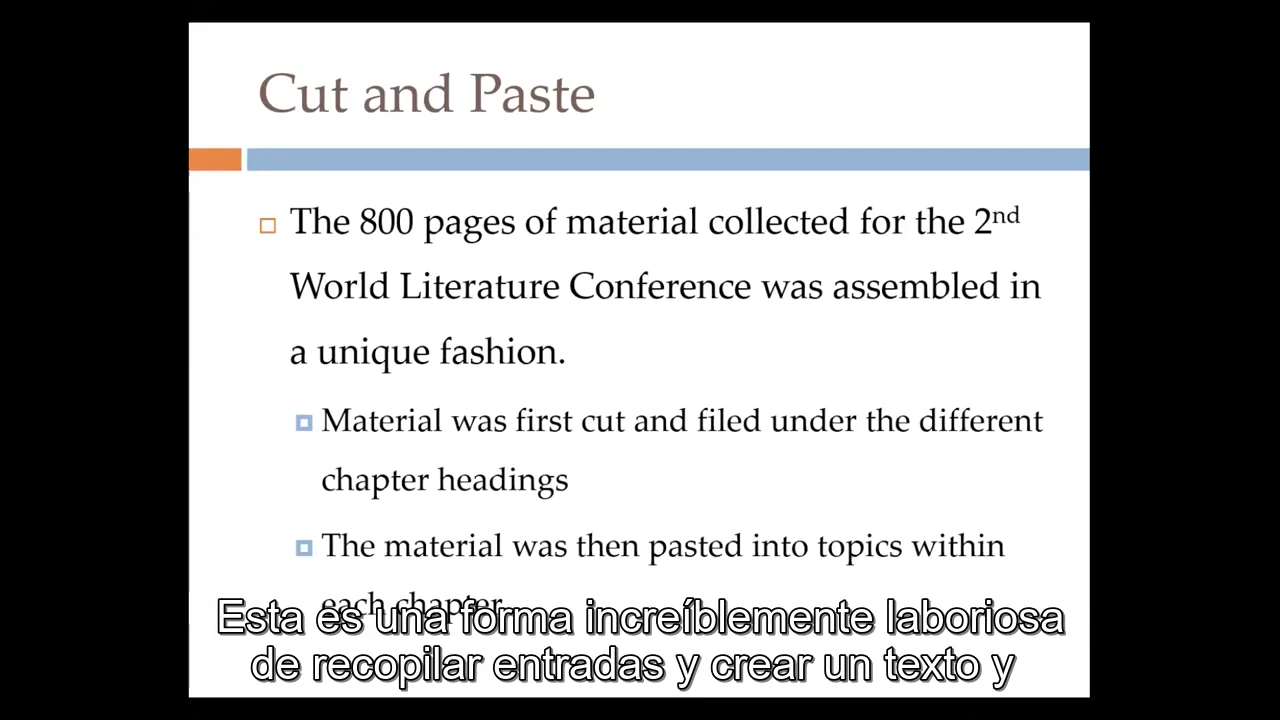 Cut and Paste
The 800 pages of material collected for the 2nd
World Literature Conference was assembled in
a unique fashion.
Material was first cut and filed under the different
chapter headings
The material was then pasted into topics within
each chapter
Esta es una forma increíblemente laboriosa
de recopilar entradas y crear un texto y